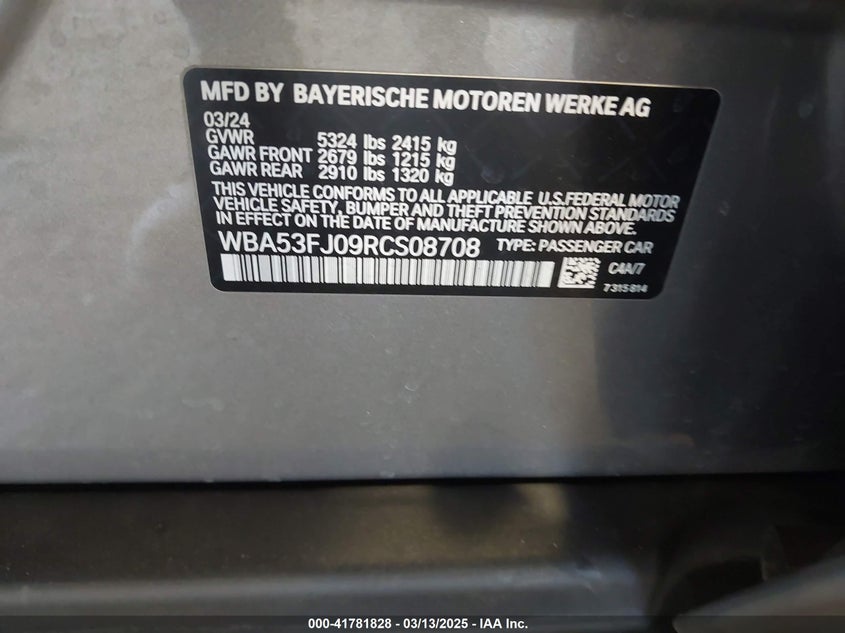 MFD BY BAYERISCHE MOTOREN WERKE AG
03/24
GVWR 5324 lbs 2415 kg
GAWR FRONT 2679 lbs 1215 kg
GAWR REAR 2910 lbs 1320 kg
THIS VEHICLE CONFORMS TO ALL APPLICABLE U.S.FEDERAL MOTOR
VEHICLE SAFETY, BUMPER AND THEFT PREVENTION STANDARDS
IN EFFECT ON THE DATE OF MANUFACTURE SHOWN ABOVE.
WBA53FJ09RCS08708 TYPE: PASSENGER CAR
C4A/7
7315814
000-41781828 - 03/13/2025 - IAA Inc.